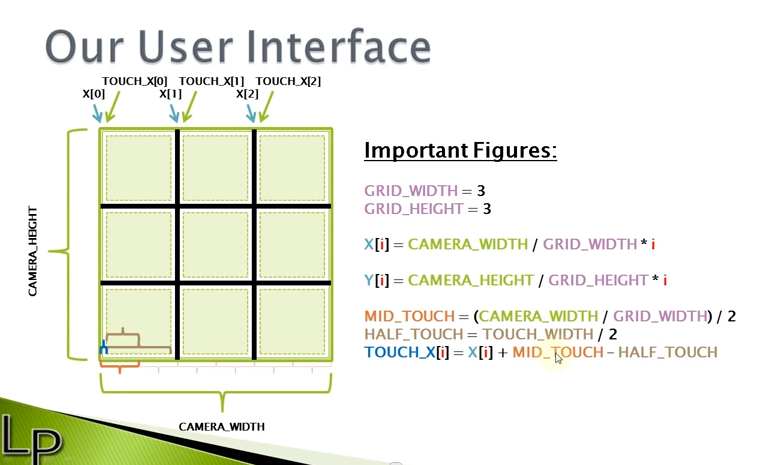 Our User Interface
TOUCH_X[0] TOUCH_X[1] TOUCH_X[2]
X[0] X[1] X[2]
CAMERA_HEIGHT
CAMERA_WIDTH
Important Figures:
GRID_WIDTH = 3
GRID_HEIGHT = 3
X[i] = CAMERA_WIDTH / GRID_WIDTH * i
Y[i] = CAMERA_HEIGHT / GRID_HEIGHT * i
MID_TOUCH = (CAMERA_WIDTH / GRID_WIDTH) / 2
HALF_TOUCH = TOUCH_WIDTH / 2
TOUCH_X[i] = X[i] + MID_TOUCH – HALF_TOUCH
Lp